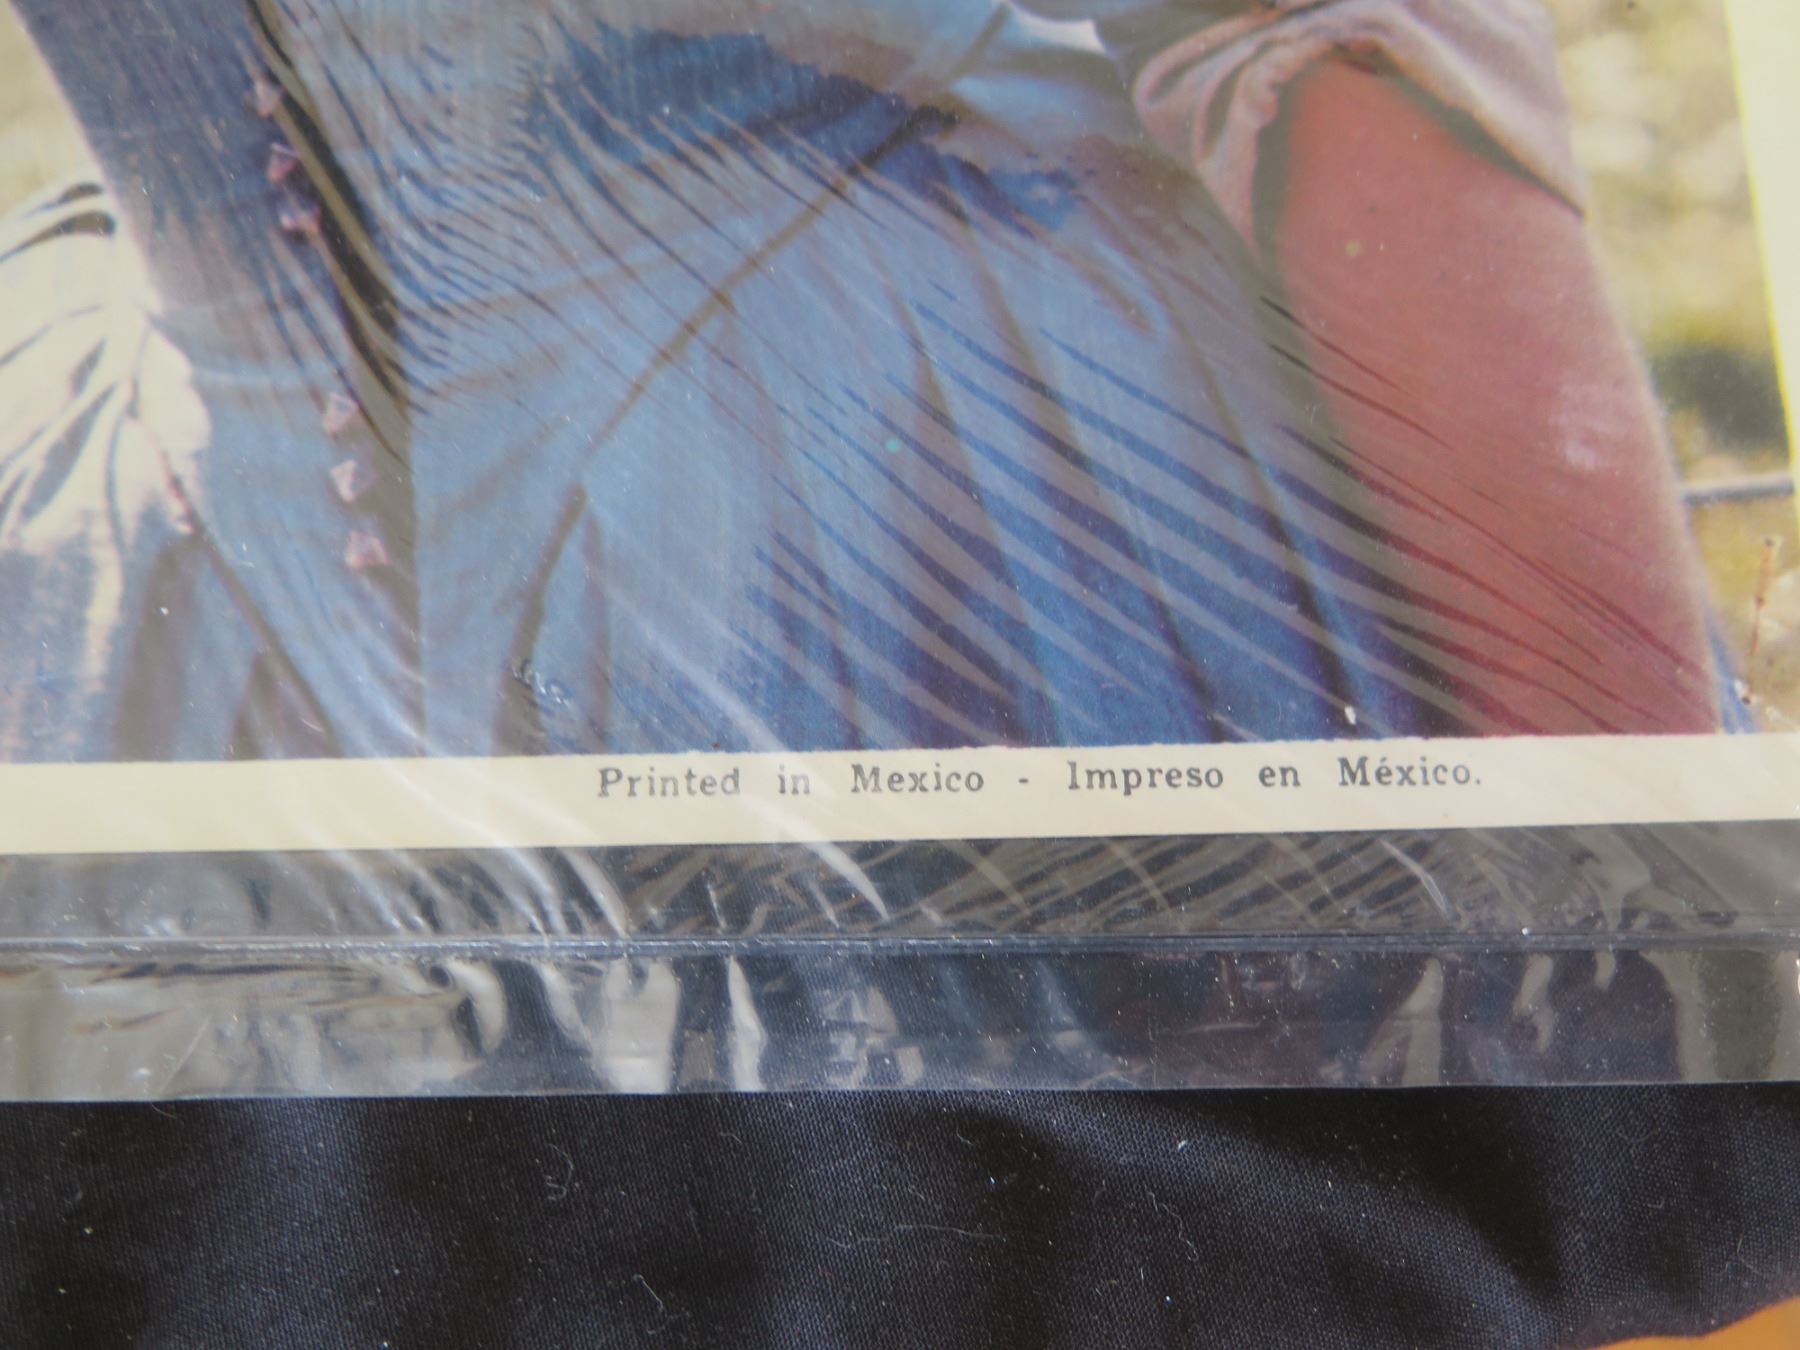 Printed in Mexico - Impreso en México.